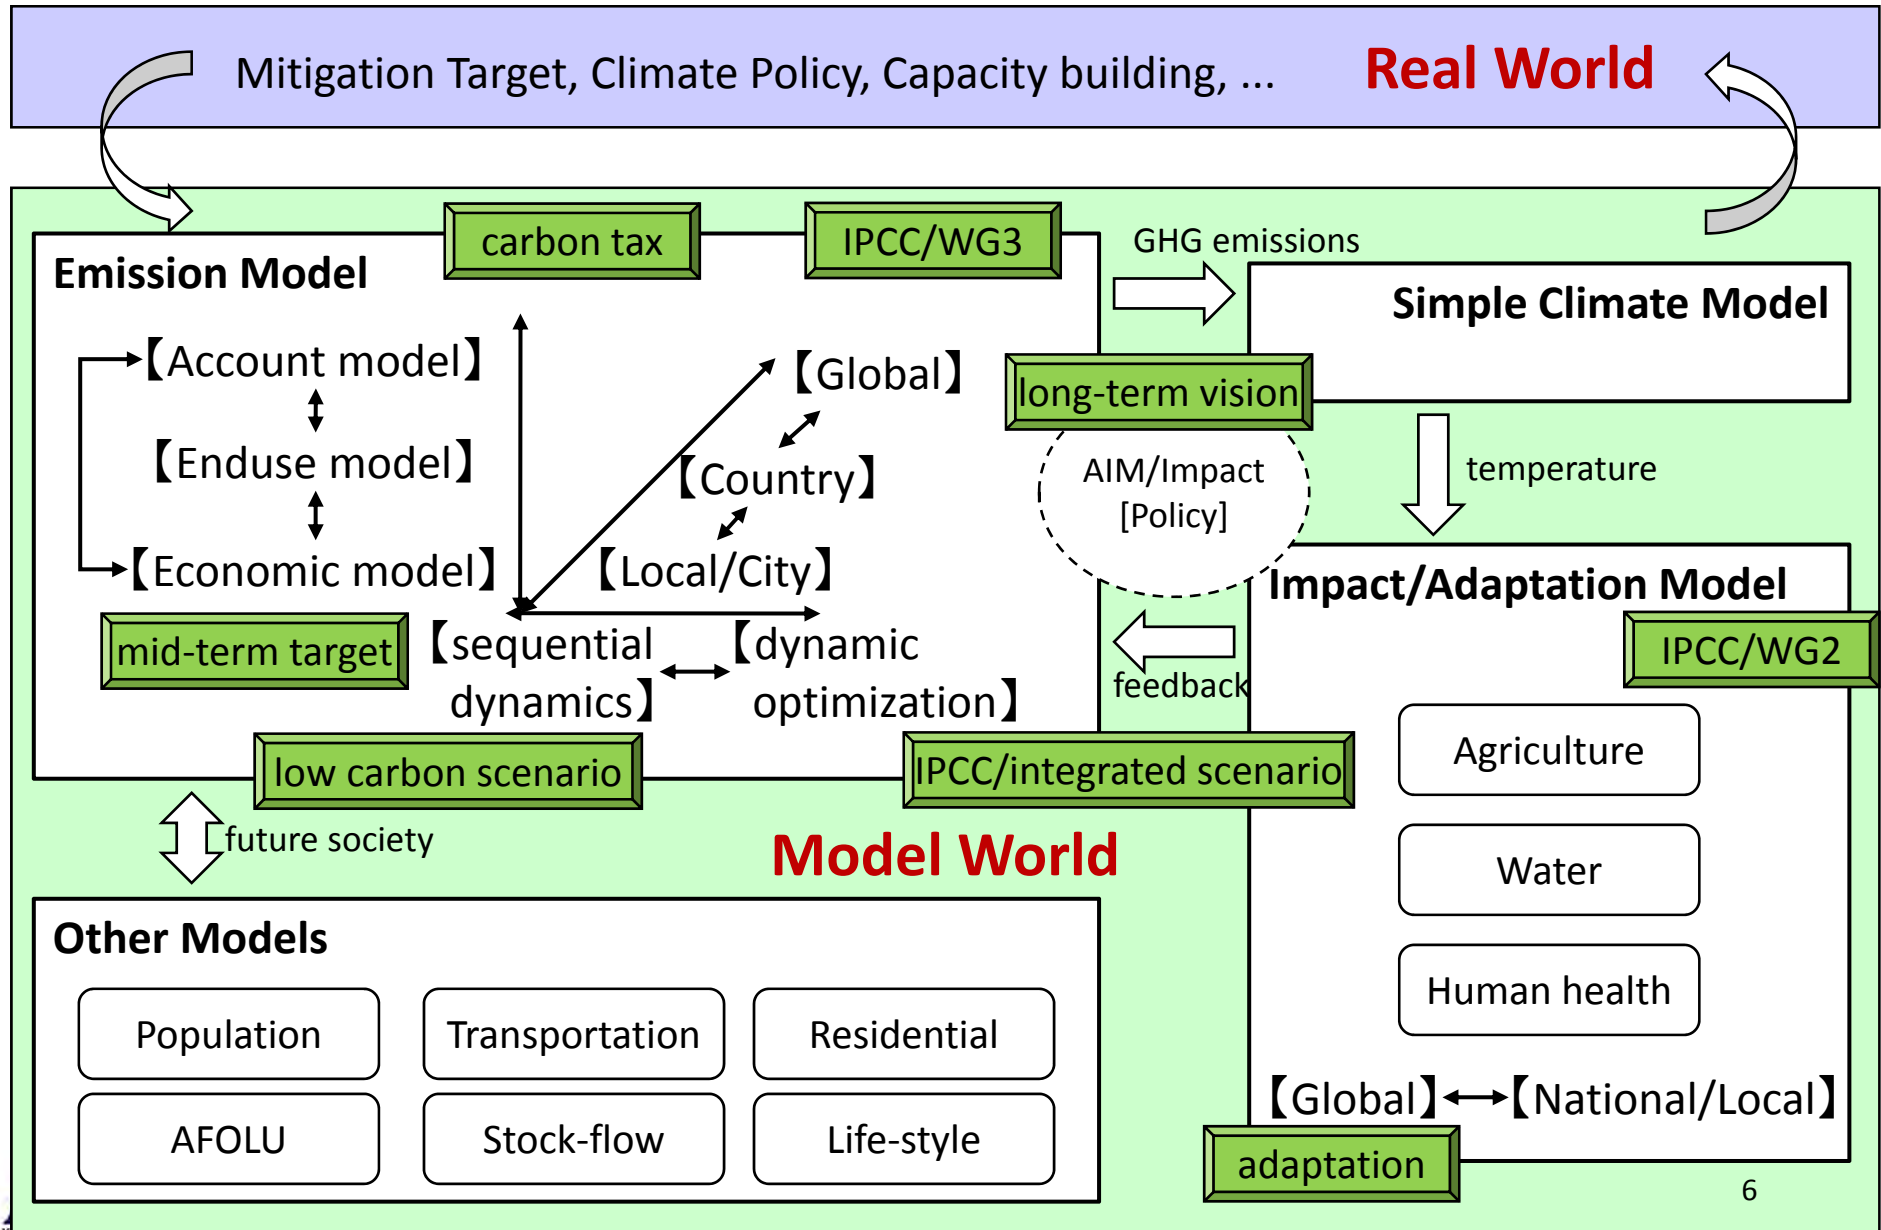 Mitigation Target, Climate Policy, Capacity building, ...
Real World
carbon tax
IPCC/WG3
GHG emissions
Emission Model
Simple Climate Model
【Account model】
【Global】
long-term vision
【Enduse model】
【Country】
AIM/Impact
[Policy]
temperature
【Economic model】
【Local/City】
Impact/Adaptation Model
mid-term target
【sequential
dynamics】
【dynamic
optimization】
feedback
IPCC/WG2
Agriculture
low carbon scenario
IPCC/integrated scenario
future society
Model World
Water
Other Models
Human health
Population
Transportation
Residential
【Global】
【National/Local】
AFOLU
Stock-flow
Life-style
adaptation
6